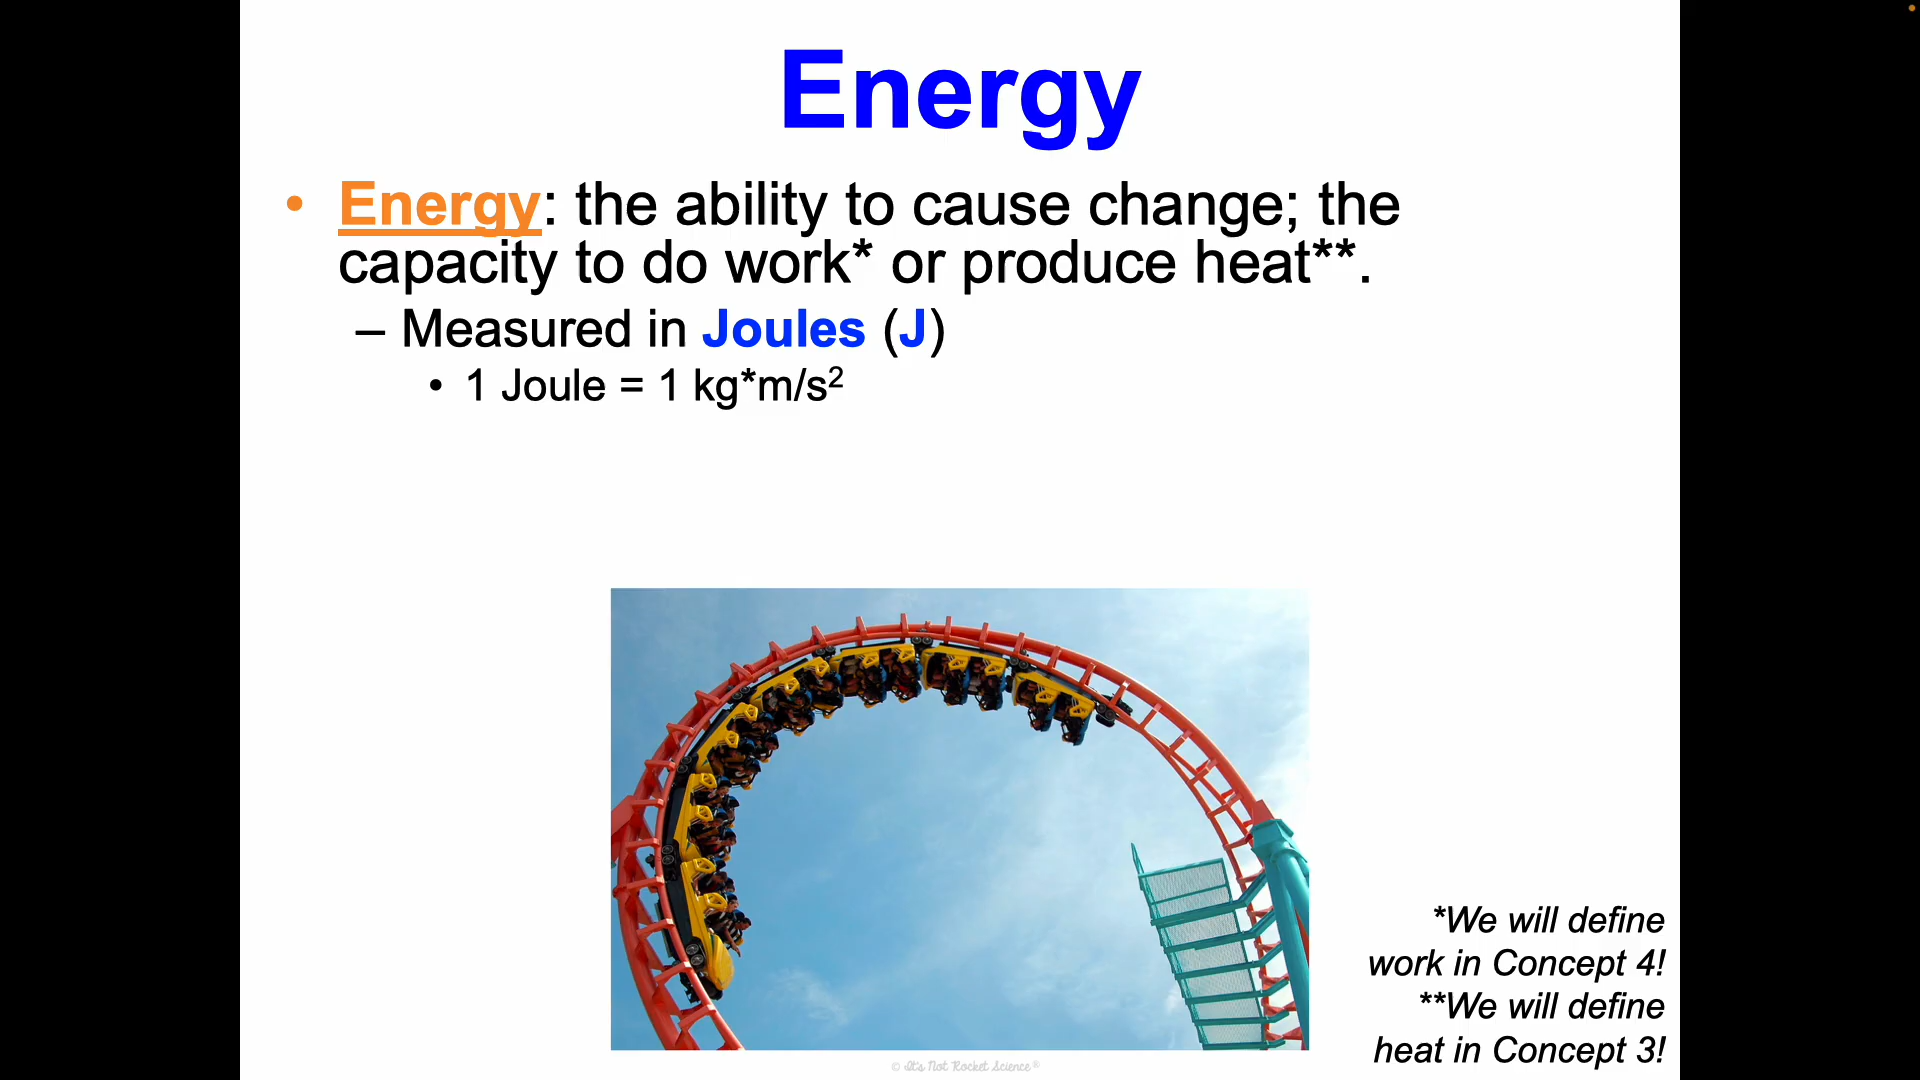 Energy
• Energy: the ability to cause change; the
capacity to do work* or produce heat**.
– Measured in Joules (J)
• 1 Joule = 1 kg*m/s²
*We will define
work in Concept 4!
**We will define
heat in Concept 3!
© It's Not Rocket Science®